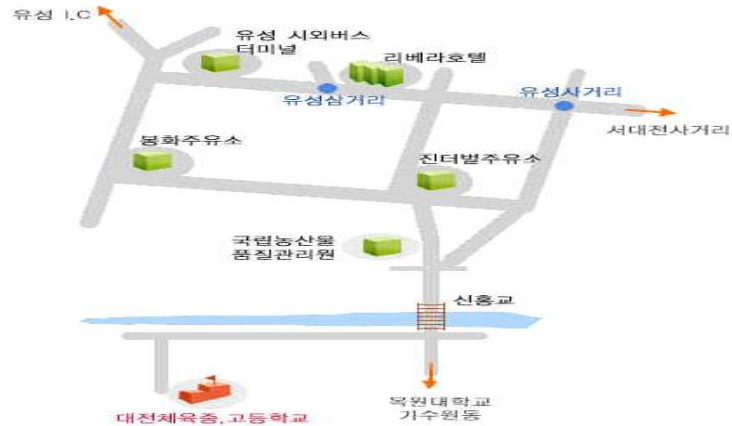 유성 I.C
유성 시외버스
터미널
리베라호텔
유성삼거리
유성사거리
서대전사거리
봉화주유소
진터벌주유소
국립농산물
품질관리원
신홍교
대전체육중,고등학교
목원대학교
가수원동